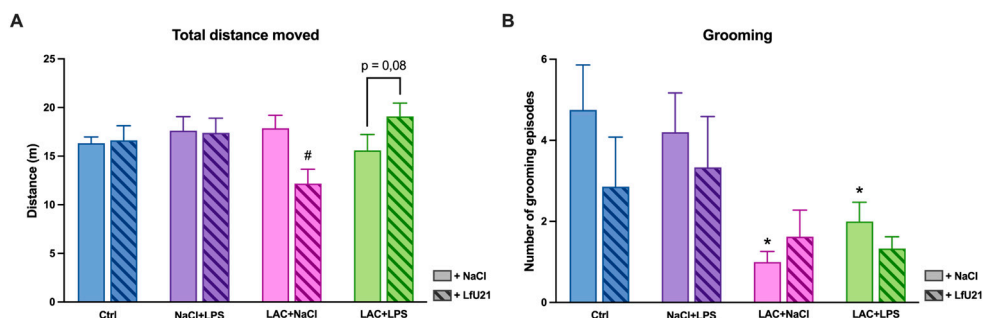 A
Total distance moved
25
20
15
10
5
0
Distance (m)
p = 0,08
#
Ctrl
NaCl+LPS
LAC+NaCl
LAC+LPS
+ NaCl
+ LfU21
B
Grooming
6
4
2
0
Number of grooming episodes
*
*
Ctrl
NaCl+LPS
LAC+NaCl
LAC+LPS
+ NaCl
+ LfU21